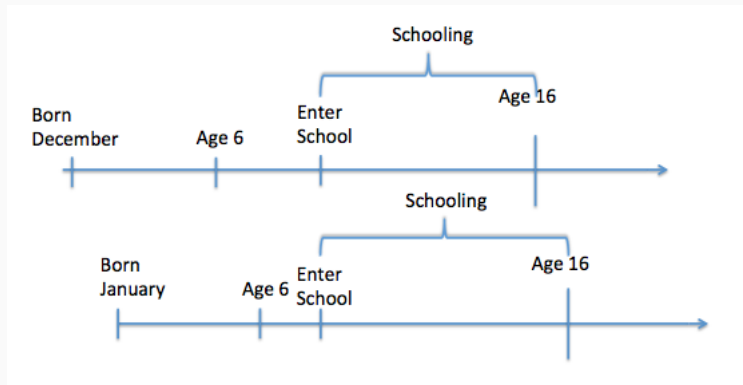 Schooling
Age 16
Born
December
Age 6
Enter
School
Schooling
Born
January
Age 6
Enter
School
Age 16